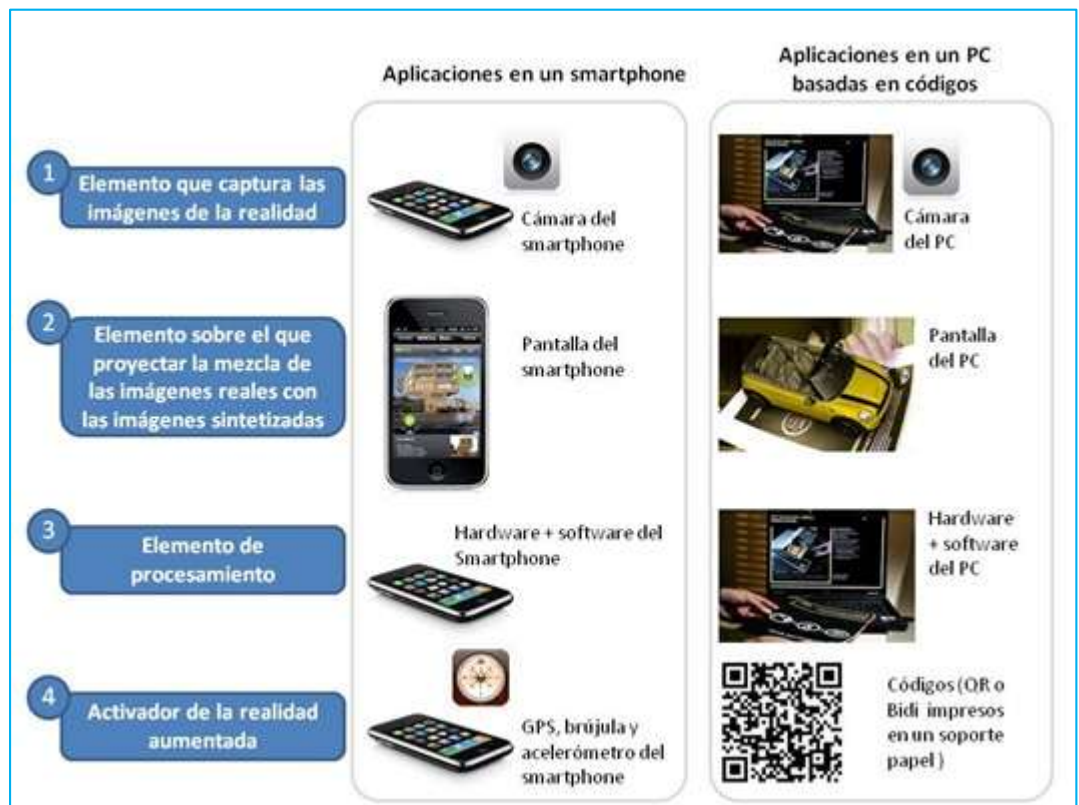 Aplicaciones en un smartphone
Aplicaciones en un PC
basadas en códigos
1
Elemento que captura las
imágenes de la realidad
Cámara del
smartphone
Cámara
del PC
2
Elemento sobre el que
proyectar la mezcla de
las imágenes reales con
las imágenes sintetizadas
Pantalla del
smartphone
Pantalla
del PC
3
Elemento de
procesamiento
Hardware + software del
Smartphone
Hardware
+ software
del PC
4
Activador de la realidad
aumentada
GPS, brújula y
acelerómetro del
smartphone
Códigos (QR o
Bidi impresos
en un soporte
papel )